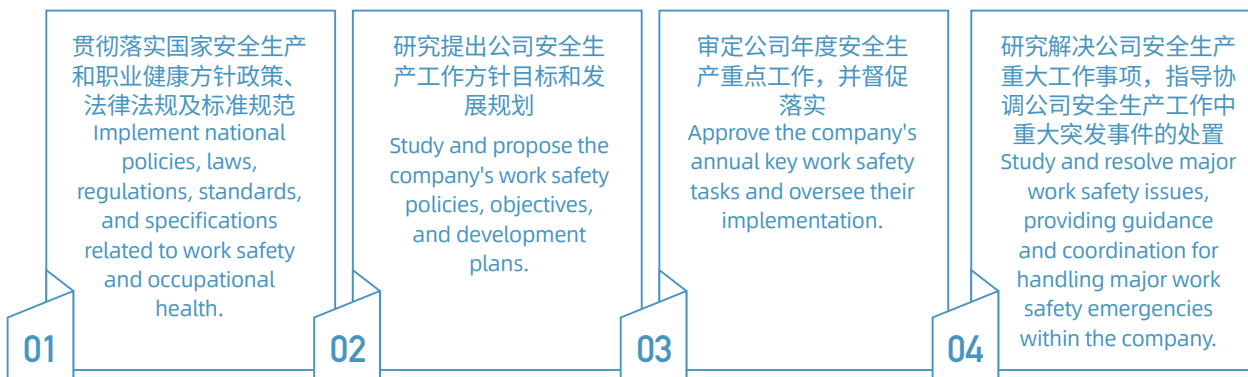 贯彻落实国家安全生产
和职业健康方针政策、
法律法规及标准规范
Implement national
policies, laws,
regulations, standards,
and specifications
related to work safety
and occupational
health.
01
研究提出公司安全生
产工作方针目标和发
展规划
Study and propose the
company's work safety
policies, objectives,
and development
plans.
02
审定公司年度安全生
产重点工作，并督促
落实
Approve the company's
annual key work safety
tasks and oversee their
implementation.
03
研究解决公司安全生产
重大工作事项，指导协
调公司安全生产工作中
重大突发事件的处置
Study and resolve major
work safety issues,
providing guidance
and coordination for
handling major work
safety emergencies
within the company.
04